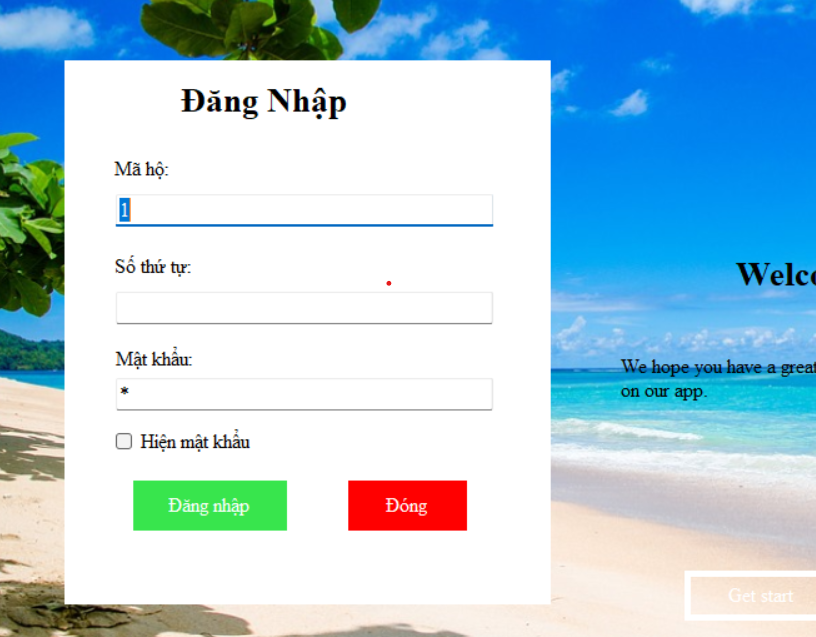 Đăng Nhập
Mã hộ:
1
Số thứ tự:
Mật khẩu:
*
Hiện mật khẩu
Đăng nhập
Đóng
We hope you have a great
on our app.
Get start